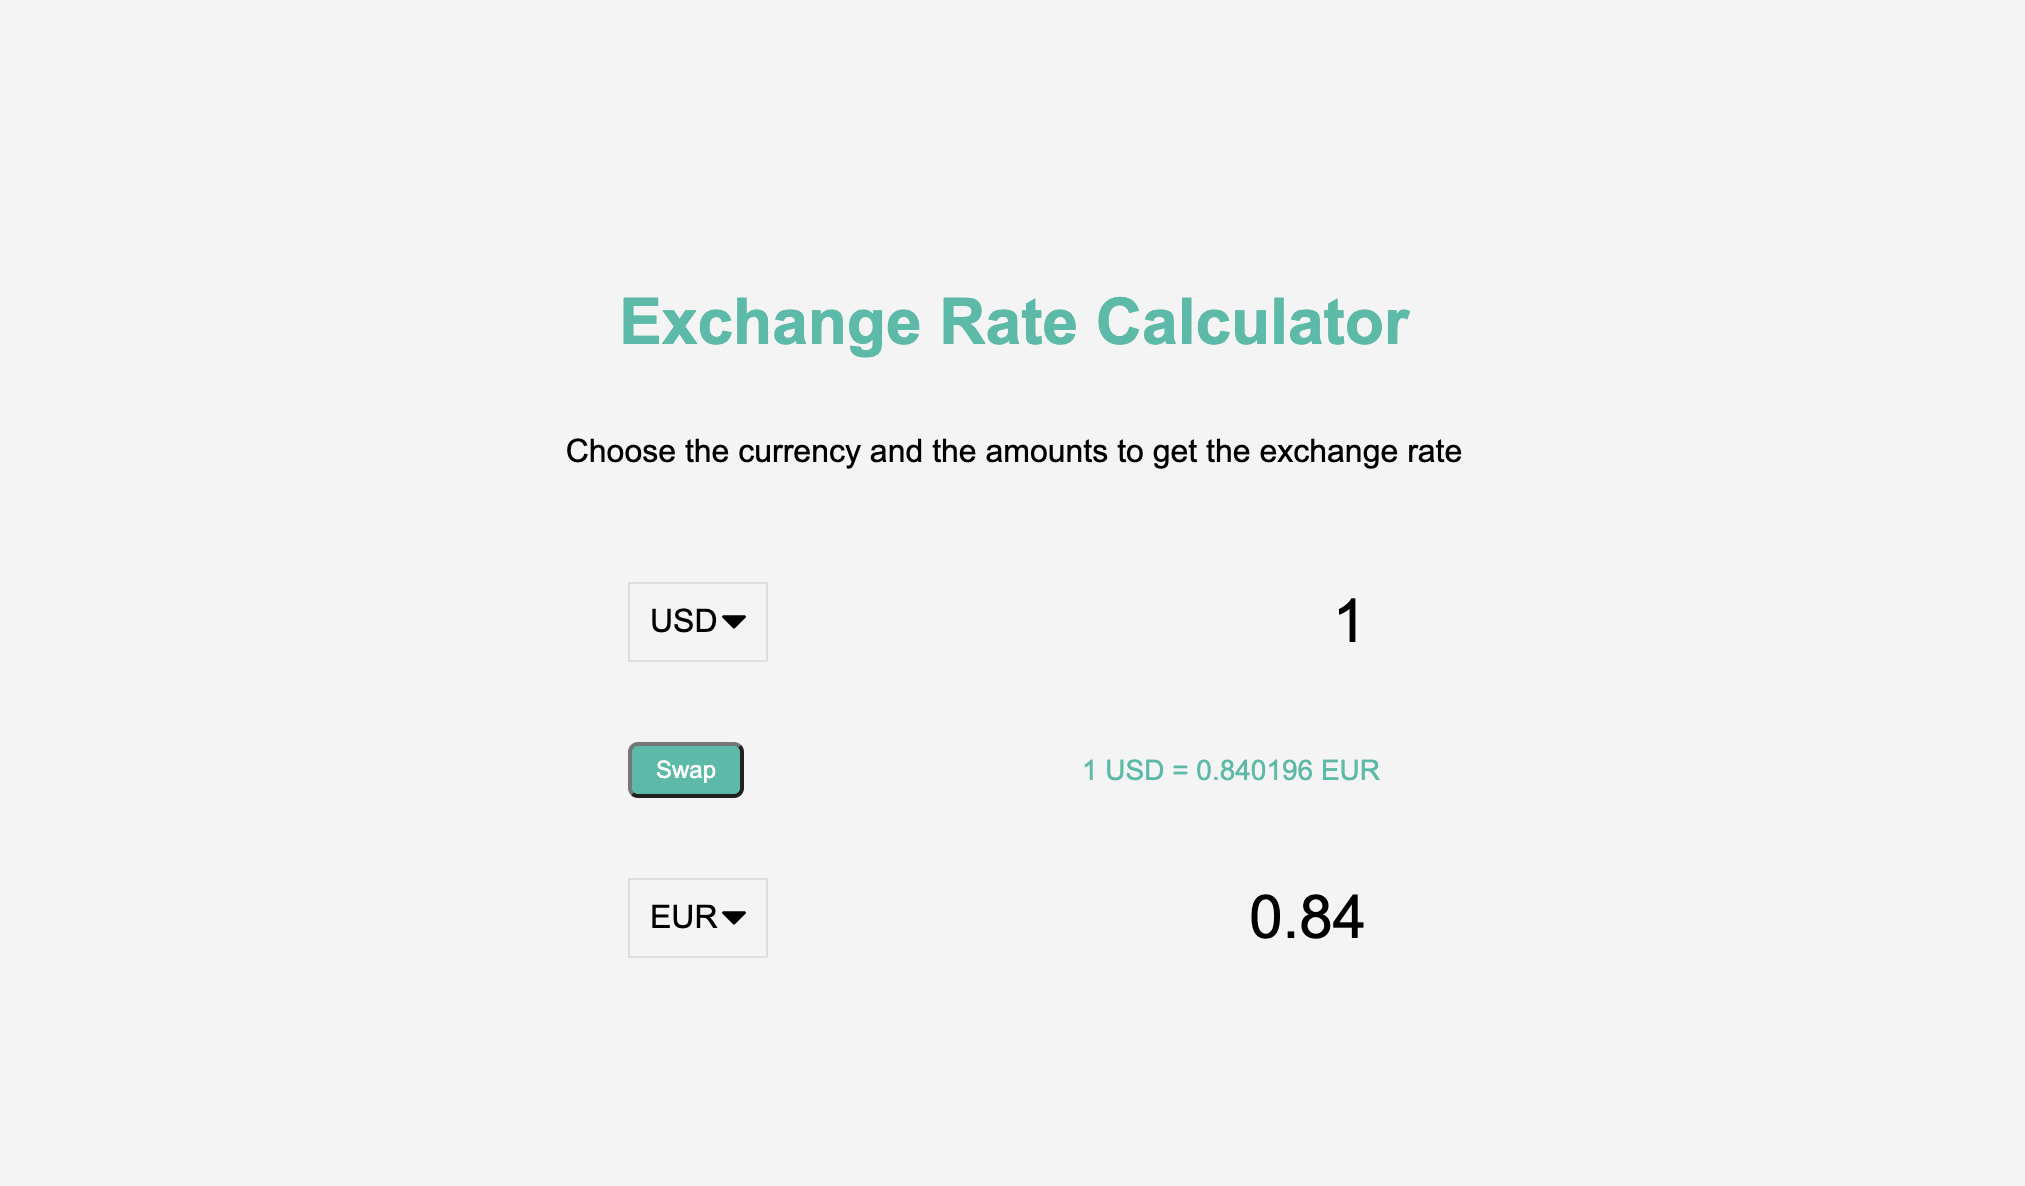 Exchange Rate Calculator
Choose the currency and the amounts to get the exchange rate
USD 1
Swap 1 USD = 0.840196 EUR
EUR 0.84